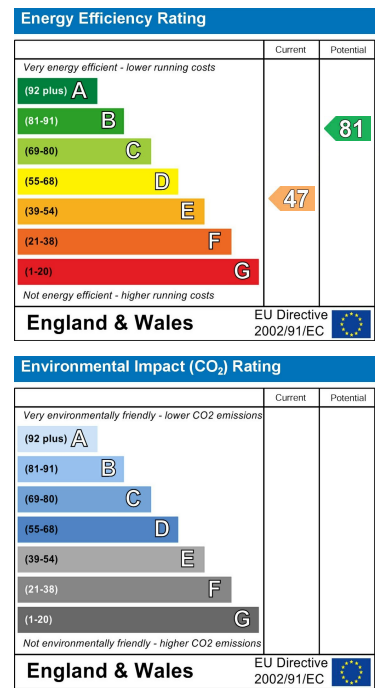 Energy Efficiency Rating
Current Potential
Very energy efficient - lower running costs
(92 plus) A
(81-91) B
81
(69-80) C
(55-68) D
47
(39-54) E
(21-38) F
(1-20) G
Not energy efficient - higher running costs
England & Wales
EU Directive
2002/91/EC
Environmental Impact (CO₂) Rating
Current Potential
Very environmentally friendly - lower CO2 emissions
(92 plus) A
(81-91) B
(69-80) C
(55-68) D
(39-54) E
(21-38) F
(1-20) G
Not environmentally friendly - higher CO2 emissions
England & Wales
EU Directive
2002/91/EC